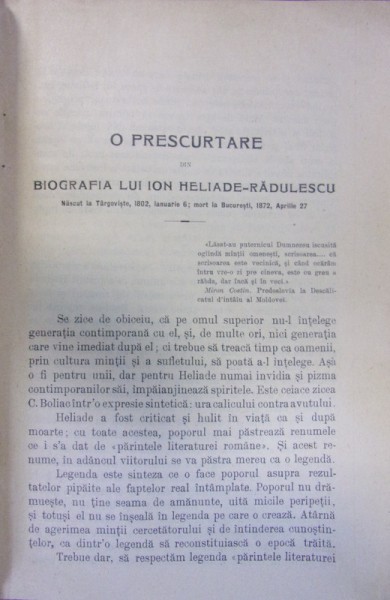 O PRESCURTARE
DIN
BIOGRAFIA LUI ION HELIADE-RĂDULESCU
Născut la Târgoviște, 1802, Ianuarie 6; mort la București, 1872, Aprilie 27
«Lăsat-au puternicul Dumnezeu iscusită
oglindă minții omenești, scrisoarea.... că
scrisoarea este vecinică, și când ocărăsc
într'o zi pre cineva, este cu greu a
răbda, dar încă și în veci.»
Miron Costin. Predoslovia la Descăli-
catul d'intâiu al Moldovei.
Se zice de obiceiu, că pe omul superior nu-l înțelege
generația contimporană cu el, și, de multe ori, nici generația
care vine imediat după el; ci trebue să treacă timp ca oamenii,
prin cultura minții și a sufletului, să poată a-l înțelege. Așà
o fi pentru unii, dar pentru Heliade numai invidia și pizma
contimporanilor săi, împăianjinează spiritele. Este ceiace zicea
C. Boliac într'o expresie sintetică: ura calicului contra avutului.
Heliade a fost criticat și hulit în viață ca și după
moarte; cu toate acestea, poporul mai păstrează renumele
ce i s'a dat de «părintele literaturei române». Și acest re-
nume, în adâncul viitorului se va păstra mereu ca o legendă.
Legenda este sinteza ce o face poporul asupra rezul-
tatelor pipăite ale faptelor real întâmplate. Poporul nu dră-
muește, nu ține seama de amănunte, uită micile peripeții,
și totuși el nu se înșeală în legenda pe care o crează. Atârnă
de agerimea minții cercetătorului și de întinderea cunoștin-
țelor, ca dintr'o legendă să reconstituiască o epocă trăită.
Trebue dar, să respectăm legenda «părintele literaturei